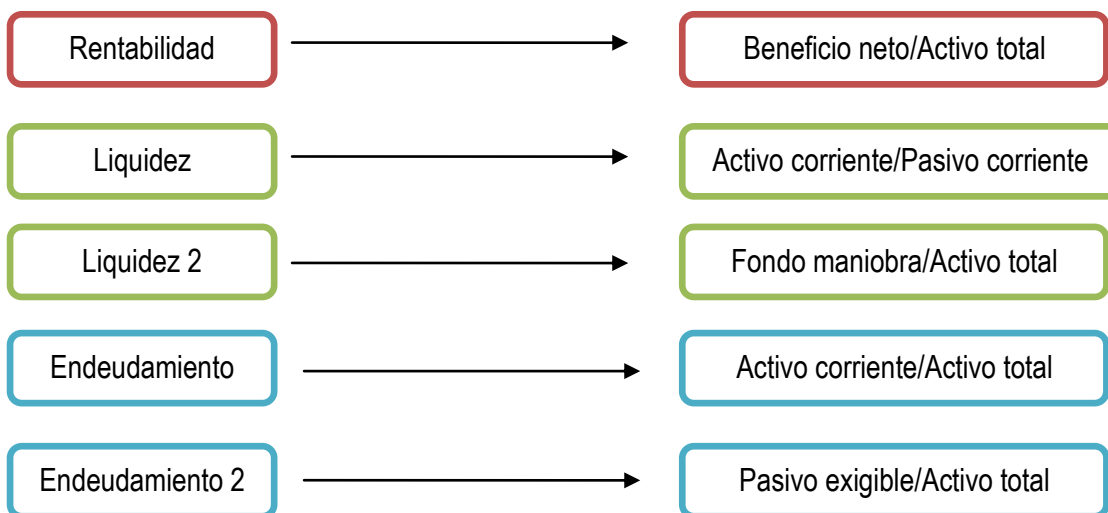 Rentabilidad
Beneficio neto/Activo total
Liquidez
Activo corriente/Pasivo corriente
Liquidez 2
Fondo maniobra/Activo total
Endeudamiento
Activo corriente/Activo total
Endeudamiento 2
Pasivo exigible/Activo total